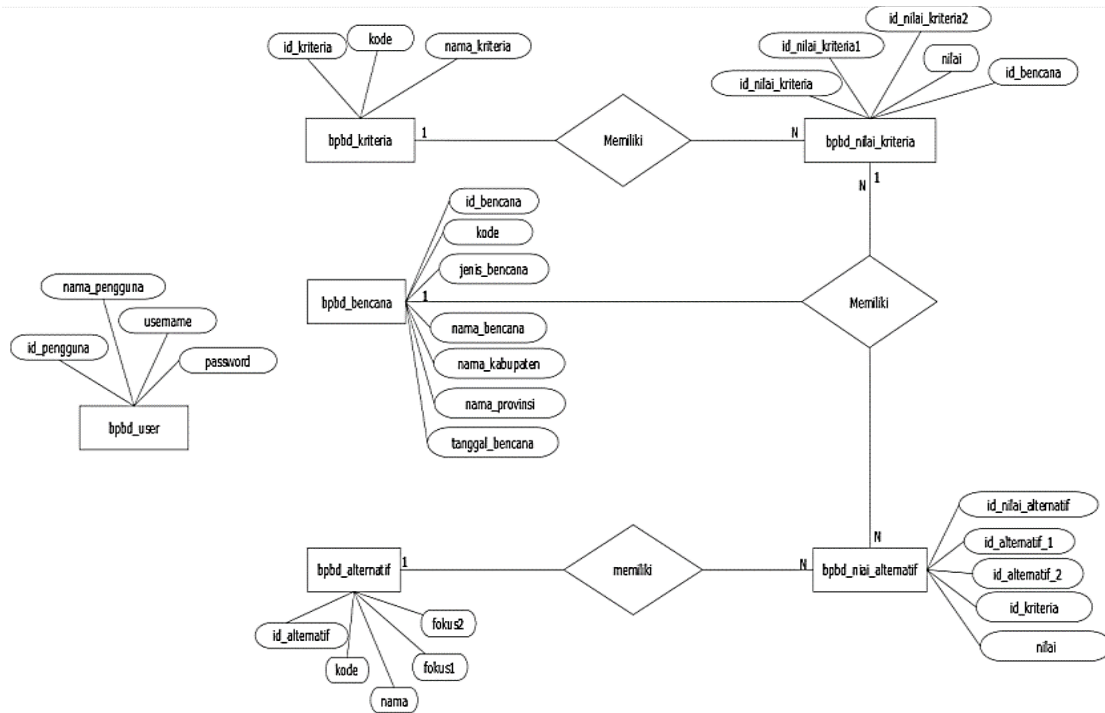 id_kriteria
kode
nama_kriteria
bpbd_kriteria
1
Memiliki
N
id_nilai_kriteria2
id_nilai_kriteria1
nilai
id_nilai_kriteria
id_bencana
bpbd_nilai_kriteria
N
1
id_bencana
kode
jenis_bencana
bpbd_bencana
1
nama_bencana
nama_kabupaten
nama_provinsi
tanggal_bencana
Memiliki
nama_pengguna
username
id_pengguna
password
bpbd_user
bpbd_alternatif
1
memiliki
N
N
bpbd_niai_alternatif
id_nilai_alternatif
id_alternatif_1
id_alternatif_2
id_kriteria
nilai
fokus2
id_alternatif
kode
fokus1
nama